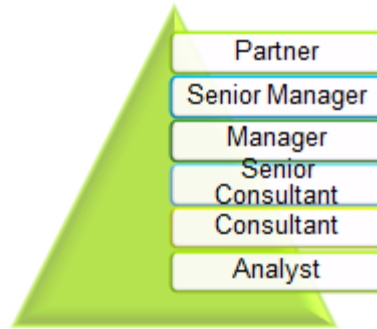 Partner
Senior Manager
Manager
Senior
Consultant
Consultant
Analyst